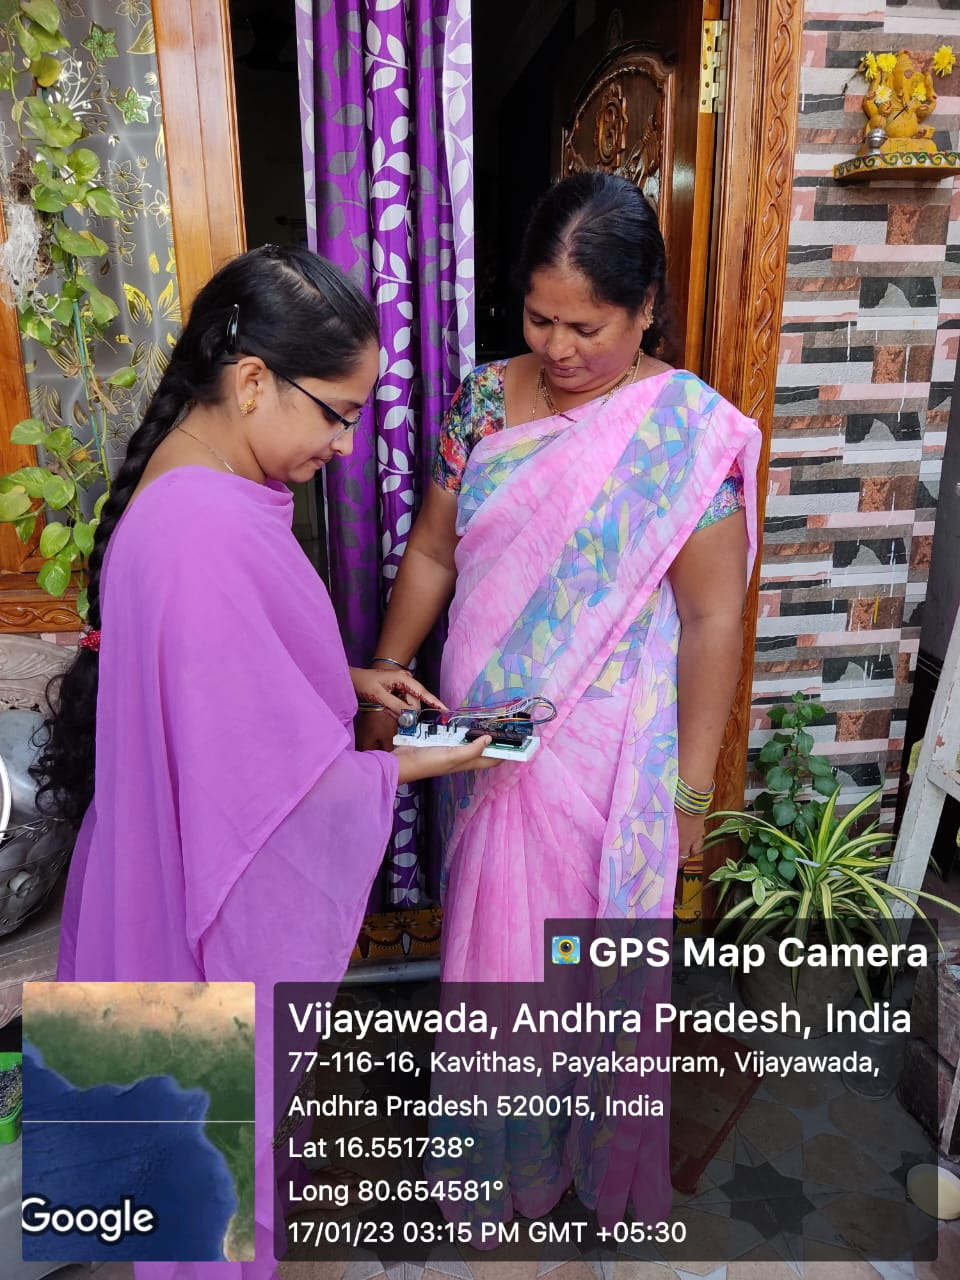 GPS Map Camera
Vijayawada, Andhra Pradesh, India
77-116-16, Kavithas, Payakapuram, Vijayawada,
Andhra Pradesh 520015, India
Lat 16.551738°
Long 80.654581°
17/01/23 03:15 PM GMT +05:30
Google